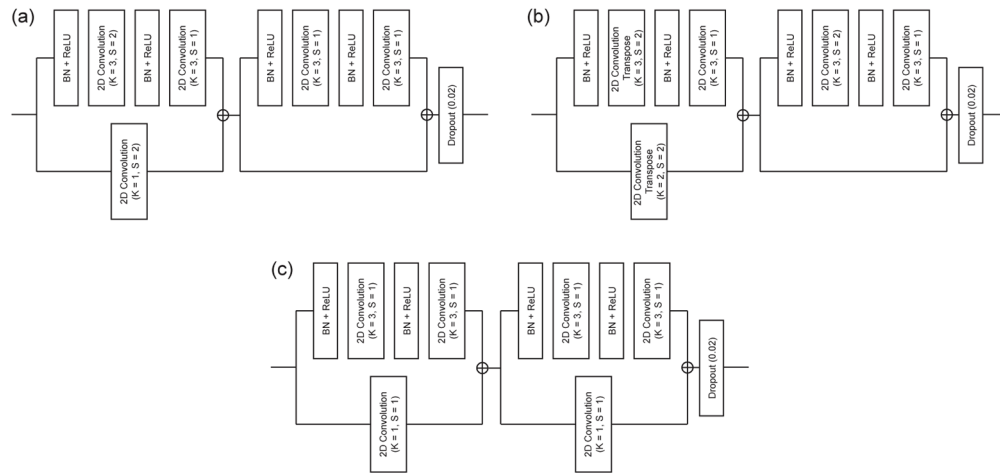 (a)
BN + ReLU
2D Convolution
(K = 3, S = 2)
BN + ReLU
2D Convolution
(K = 3, S = 1)
BN + ReLU
2D Convolution
(K = 3, S = 1)
BN + ReLU
2D Convolution
(K = 3, S = 1)
Dropout (0.02)
2D Convolution
(K = 1, S = 2)
(b)
BN + ReLU
2D Convolution
Transpose
(K = 3, S = 2)
BN + ReLU
2D Convolution
(K = 3, S = 1)
BN + ReLU
2D Convolution
(K = 3, S = 2)
BN + ReLU
2D Convolution
(K = 3, S = 1)
Dropout (0.02)
2D Convolution
Transpose
(K = 2, S = 2)
(c)
BN + ReLU
2D Convolution
(K = 3, S = 1)
BN + ReLU
2D Convolution
(K = 3, S = 1)
BN + ReLU
2D Convolution
(K = 3, S = 1)
BN + ReLU
2D Convolution
(K = 3, S = 1)
Dropout (0.02)
2D Convolution
(K = 1, S = 1)
2D Convolution
(K = 1, S = 1)